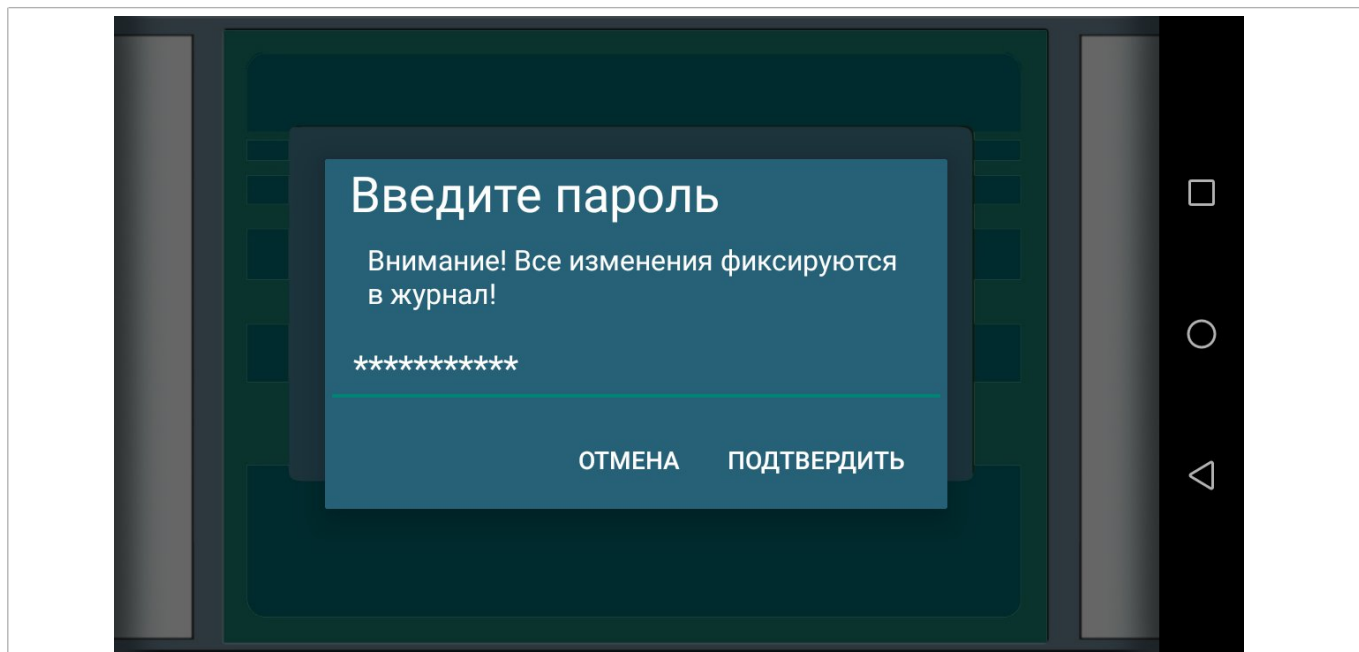 Введите пароль
Внимание! Все изменения фиксируются
в журнал!
***********
ОТМЕНА ПОДТВЕРДИТЬ